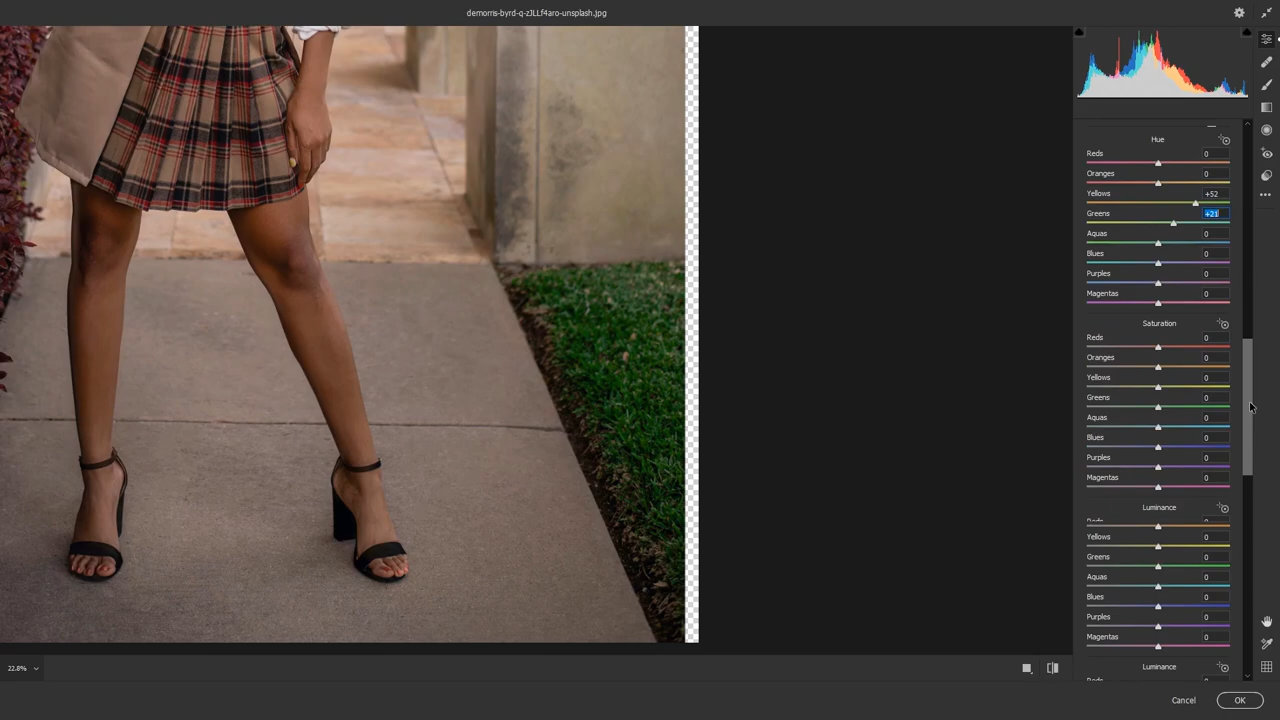 demorris-byrd-q-zJLLf4aro-unsplash.jpg
Hue
Reds 0
Oranges 0
Yellows +52
Greens +21
Aquas 0
Blues 0
Purples 0
Magentas 0
Saturation
Reds 0
Oranges 0
Yellows 0
Greens 0
Aquas 0
Blues 0
Purples 0
Magentas 0
Luminance
Reds 0
Yellows 0
Greens 0
Aquas 0
Blues 0
Purples 0
Magentas 0
Luminance
22.8%
Cancel OK